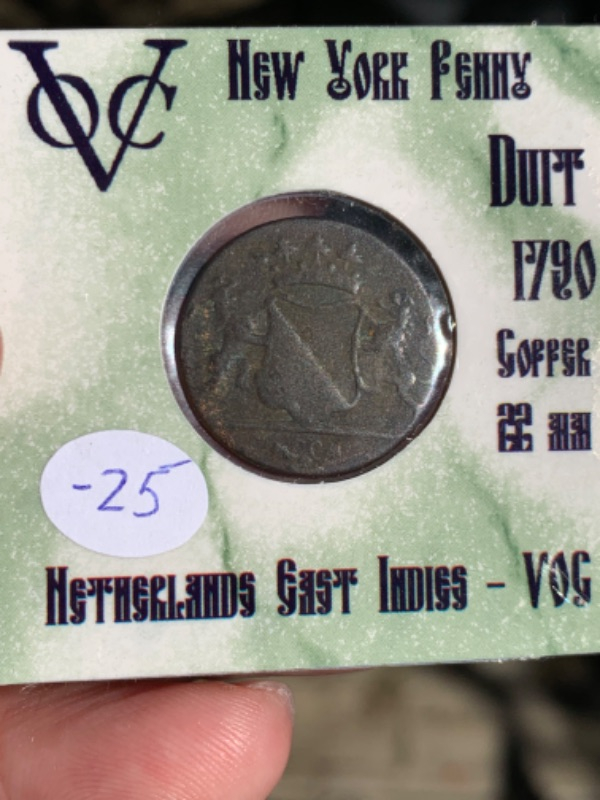 VOC
NEW YORK PENNY
DUIT
1790
COPPER
22 MM
-25
NETHERLANDS EAST INDIES - VOC